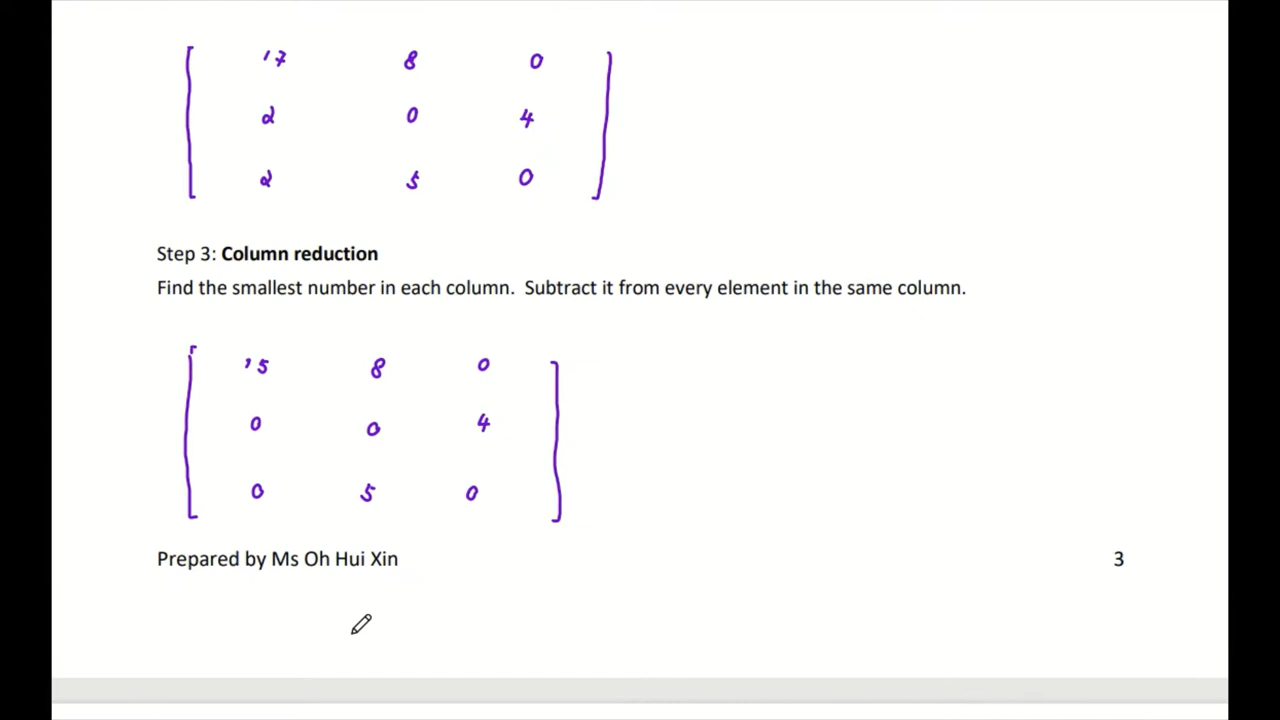 17 8 0
2 0 4
2 5 0
Step 3: Column reduction
Find the smallest number in each column. Subtract it from every element in the same column.
15 8 0
0 0 4
0 5 0
Prepared by Ms Oh Hui Xin 3